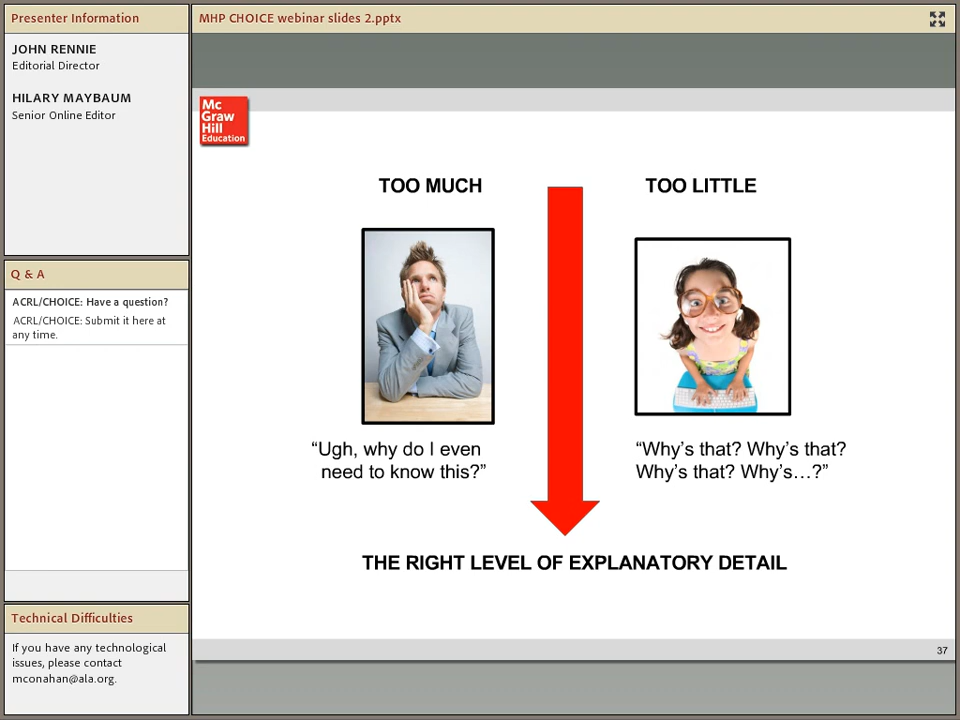 Presenter Information
JOHN RENNIE
Editorial Director
HILARY MAYBAUM
Senior Online Editor
Q & A
ACRL/CHOICE: Have a question?
ACRL/CHOICE: Submit it here at
any time.
Technical Difficulties
If you have any technological
issues, please contact
mconahan@ala.org.
MHP CHOICE webinar slides 2.pptx
Mc
Graw
Hill
Education
TOO MUCH
TOO LITTLE
“Ugh, why do I even
need to know this?”
“Why’s that? Why’s that?
Why’s that? Why’s…?”
THE RIGHT LEVEL OF EXPLANATORY DETAIL
37